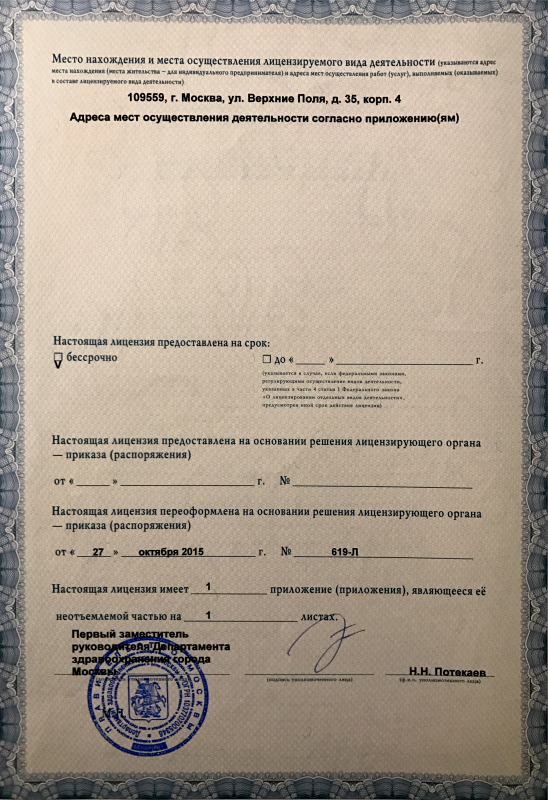 Место нахождения и места осуществления лицензируемого вида деятельности (указываются адрес
места нахождения (места жительства – для индивидуального предпринимателя) и адреса мест осуществления работ (услуг), выполняемых (оказываемых)
в составе лицензируемого вида деятельности)
109559, г. Москва, ул. Верхние Поля, д. 35, корп. 4
Адреса мест осуществления деятельности согласно приложению(ям)
Настоящая лицензия предоставлена на срок:
бессрочно
до « » г.
(указывается в случае, если федеральными законами,
регулирующими осуществление видов деятельности,
указанных в части 4 статьи 1 Федерального закона
«О лицензировании отдельных видов деятельности»,
предусмотрен иной срок действия лицензии)
Настоящая лицензия предоставлена на основании решения лицензирующего органа
— приказа (распоряжения)
от « » г. №
Настоящая лицензия переоформлена на основании решения лицензирующего органа
— приказа (распоряжения)
от « 27 » октября 2015 г. № 619-Л
Настоящая лицензия имеет 1 приложение (приложения), являющееся её
неотъемлемой частью на 1 листах.
Первый заместитель
руководителя Департамента
здравоохранения города
Москвы
Н.Н. Потекаев
(подпись уполномоченного лица)
(ф.и.о. уполномоченного лица)
М.П.